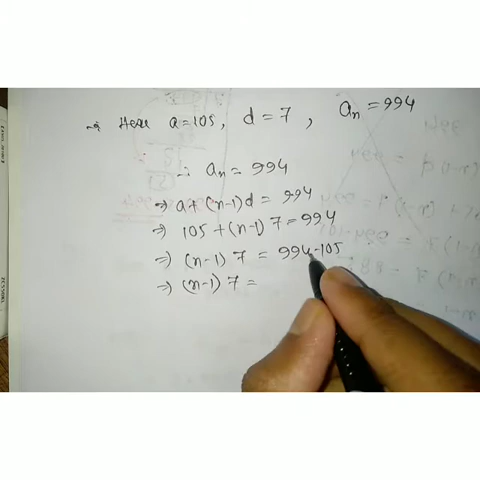 ⇒ Here a=105, d=7, aₙ=994
∴ aₙ=994
⇒ a+(n-1)d = 994
⇒ 105+(n-1)7=994
⇒ (n-1)7 = 994-105
⇒ (n-1)7 =